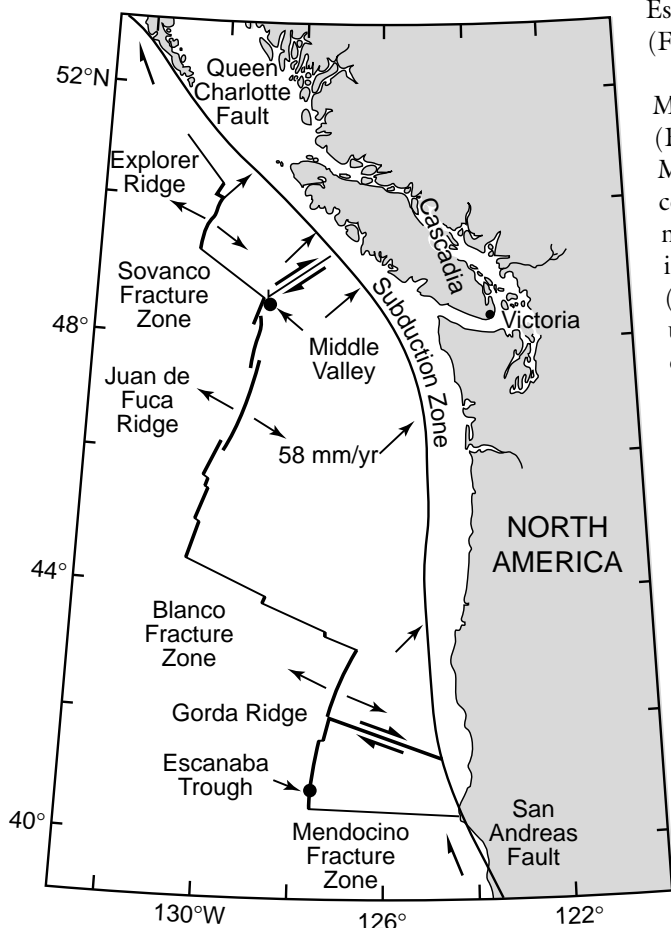 52°N
Queen
Charlotte
Fault
Explorer
Ridge
Sovanco
Fracture
Zone
Cascadia
Subduction Zone
Victoria
48°
Middle
Valley
Juan de
Fuca
Ridge
58 mm/yr
NORTH
AMERICA
44°
Blanco
Fracture
Zone
Gorda Ridge
Escanaba
Trough
40°
Mendocino
Fracture
Zone
San
Andreas
Fault
130°W
126°
122°
Es
(F
M